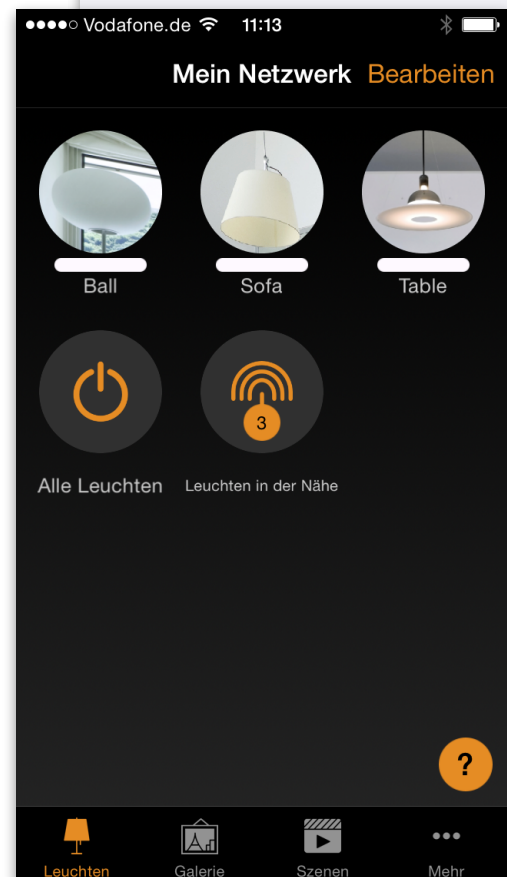 Vodafone.de 11:13
Mein Netzwerk Bearbeiten
Ball Sofa Table
3
Alle Leuchten Leuchten in der Nähe
?
Leuchten Galerie Szenen Mehr